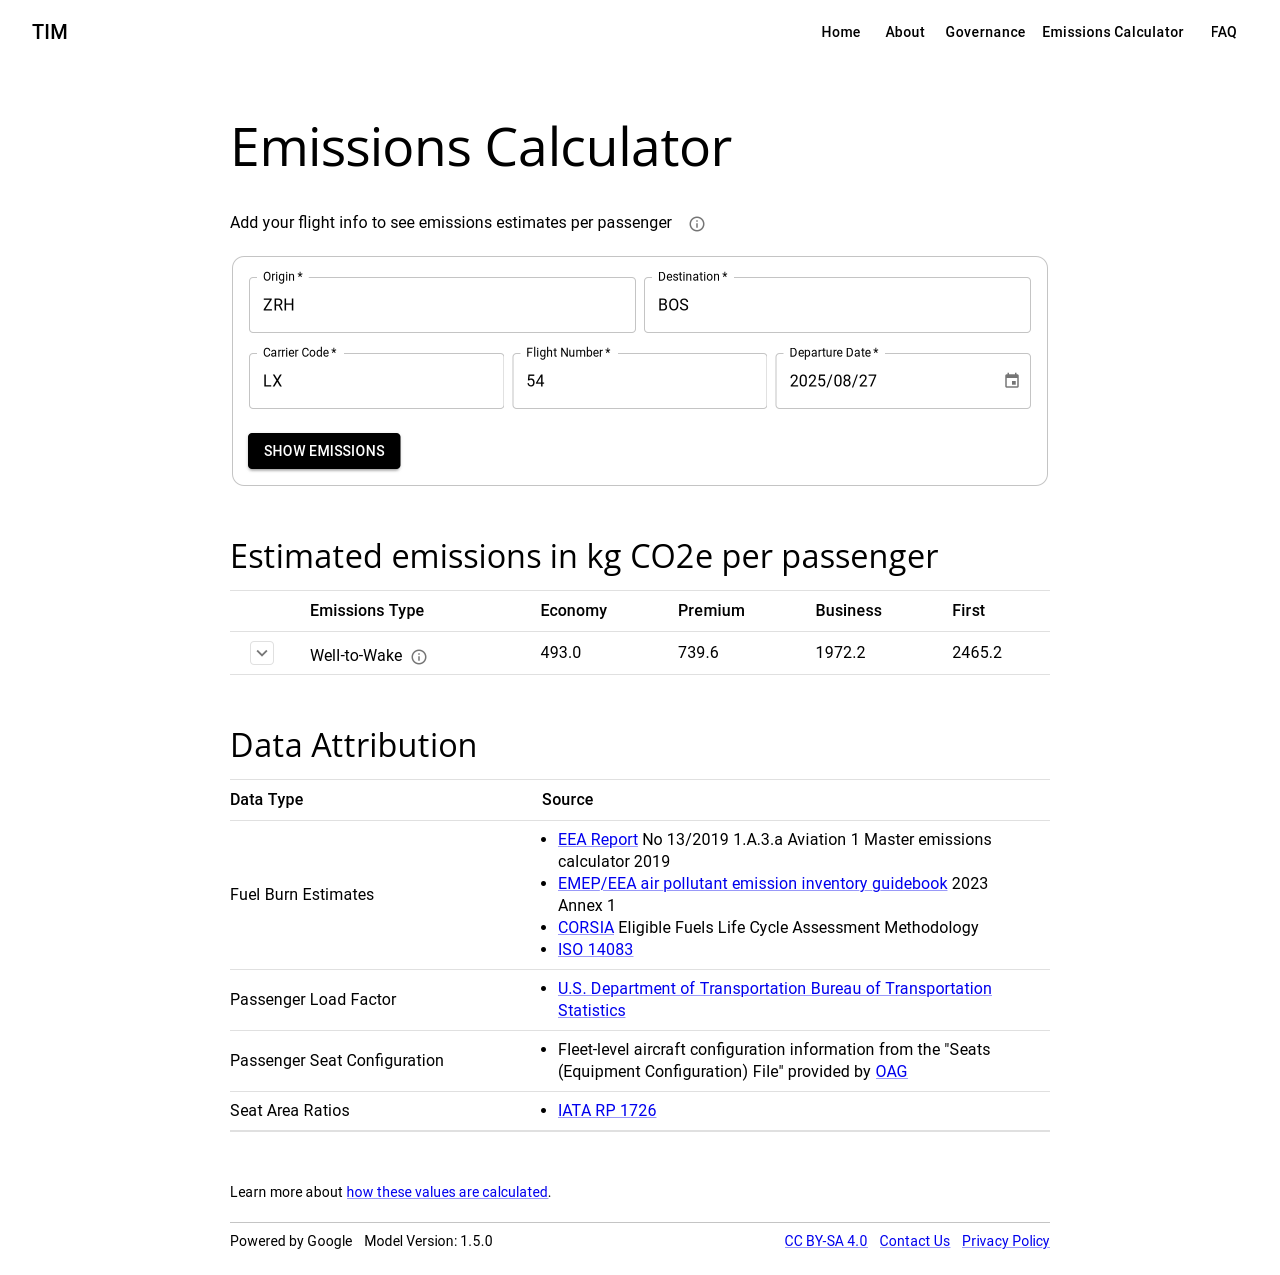 TIM
Home About Governance Emissions Calculator FAQ
Emissions Calculator
Add your flight info to see emissions estimates per passenger
Origin *
ZRH
Destination *
BOS
Carrier Code *
LX
Flight Number *
54
Departure Date *
2025/08/27
SHOW EMISSIONS
Estimated emissions in kg CO2e per passenger
Emissions Type Economy Premium Business First
Well-to-Wake 493.0 739.6 1972.2 2465.2
Data Attribution
Data Type Source
Fuel Burn Estimates
• EEA Report No 13/2019 1.A.3.a Aviation 1 Master emissions
calculator 2019
• EMEP/EEA air pollutant emission inventory guidebook 2023
Annex 1
• CORSIA Eligible Fuels Life Cycle Assessment Methodology
• ISO 14083
Passenger Load Factor
• U.S. Department of Transportation Bureau of Transportation
Statistics
Passenger Seat Configuration
• Fleet-level aircraft configuration information from the "Seats
(Equipment Configuration) File" provided by OAG
Seat Area Ratios
• IATA RP 1726
Learn more about how these values are calculated.
Powered by Google Model Version: 1.5.0 CC BY-SA 4.0 Contact Us Privacy Policy